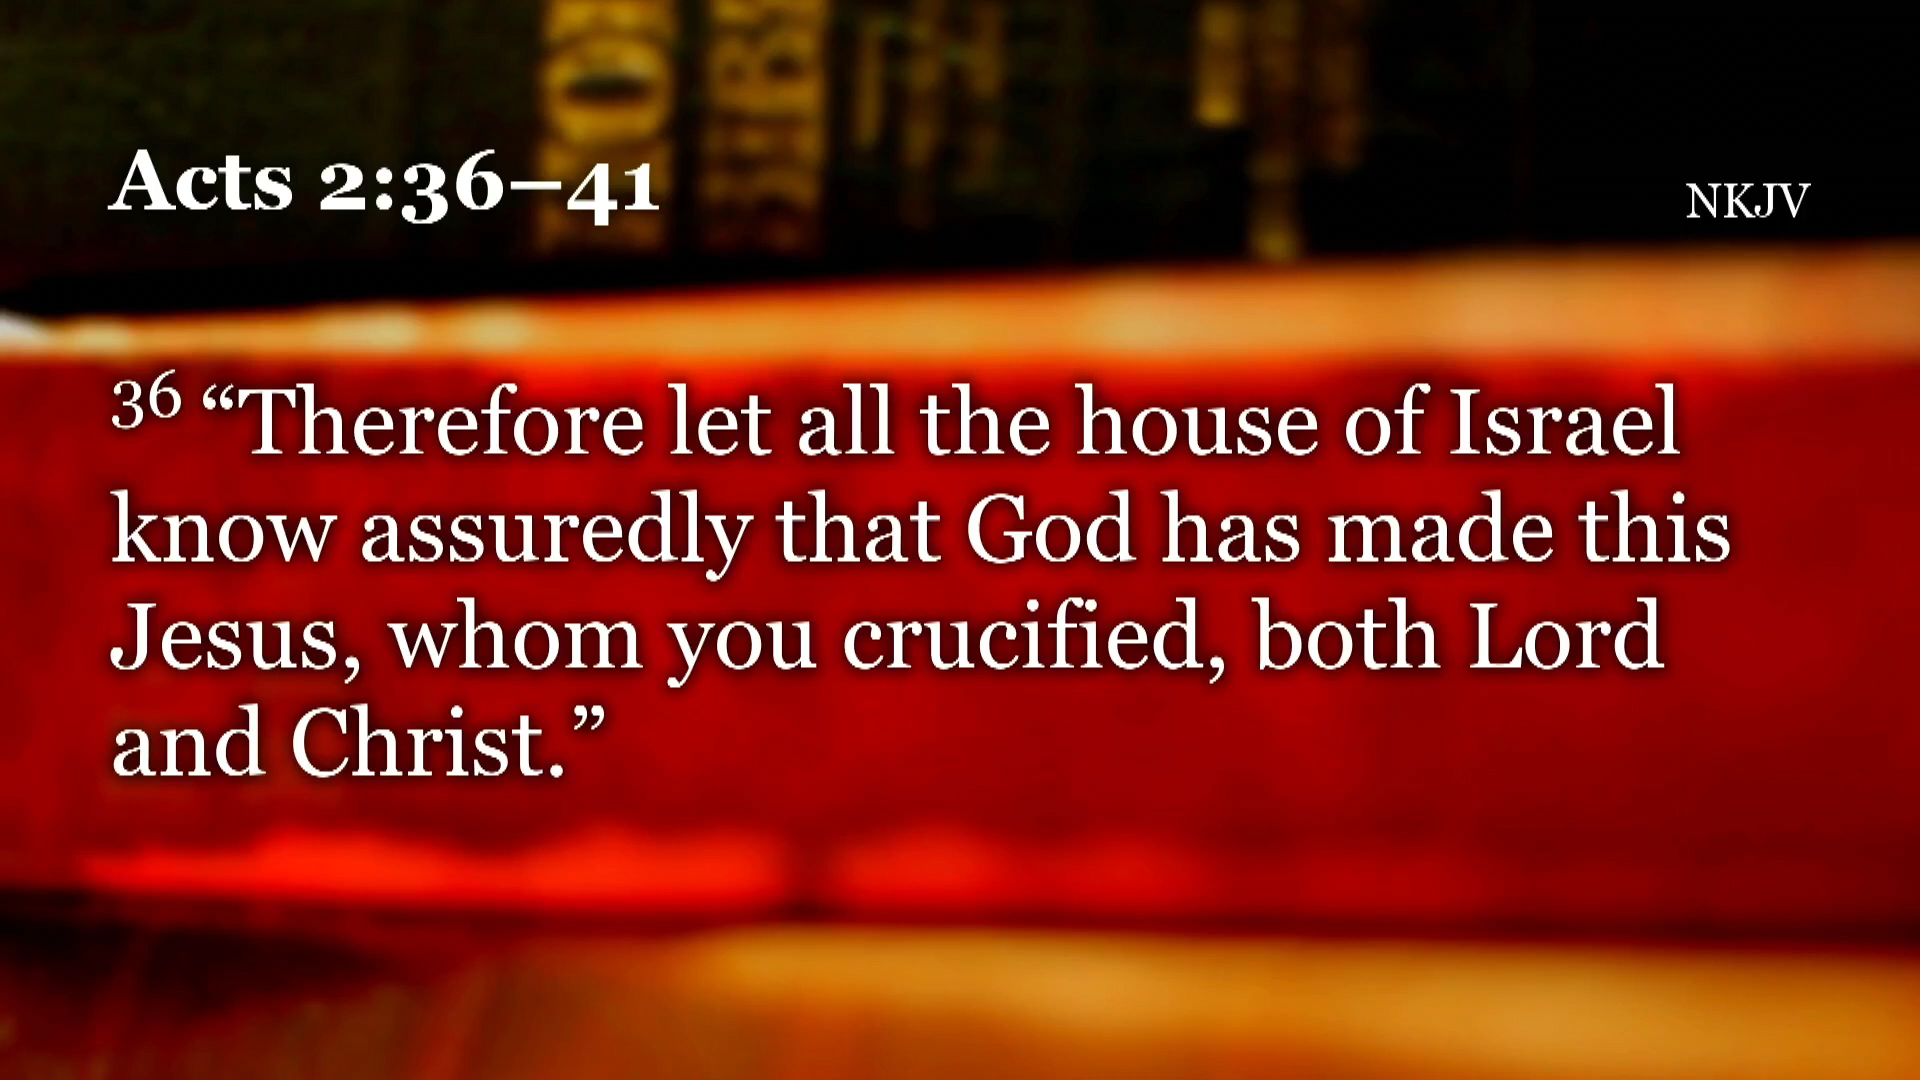 Acts 2:36–41
NKJV
36 “Therefore let all the house of Israel
know assuredly that God has made this
Jesus, whom you crucified, both Lord
and Christ.”